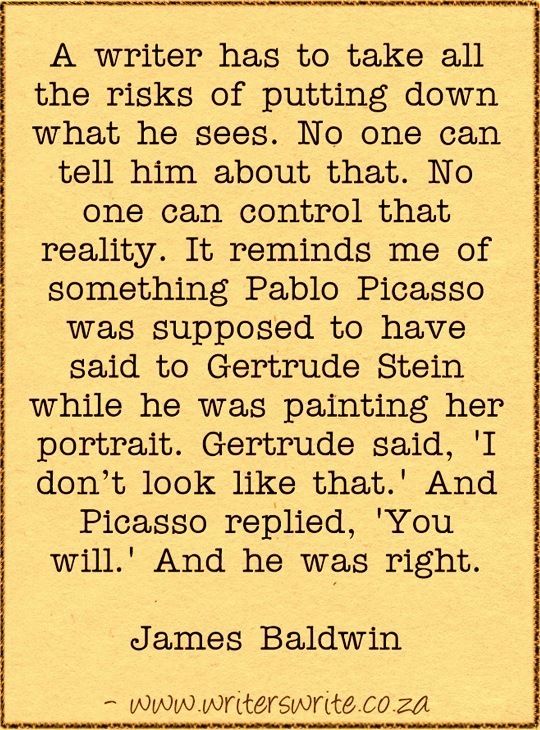 A writer has to take all
the risks of putting down
what he sees. No one can
tell him about that. No
one can control that
reality. It reminds me of
something Pablo Picasso
was supposed to have
said to Gertrude Stein
while he was painting her
portrait. Gertrude said, 'I
don’t look like that.' And
Picasso replied, 'You
will.' And he was right.
James Baldwin
- www.writerswrite.co.za